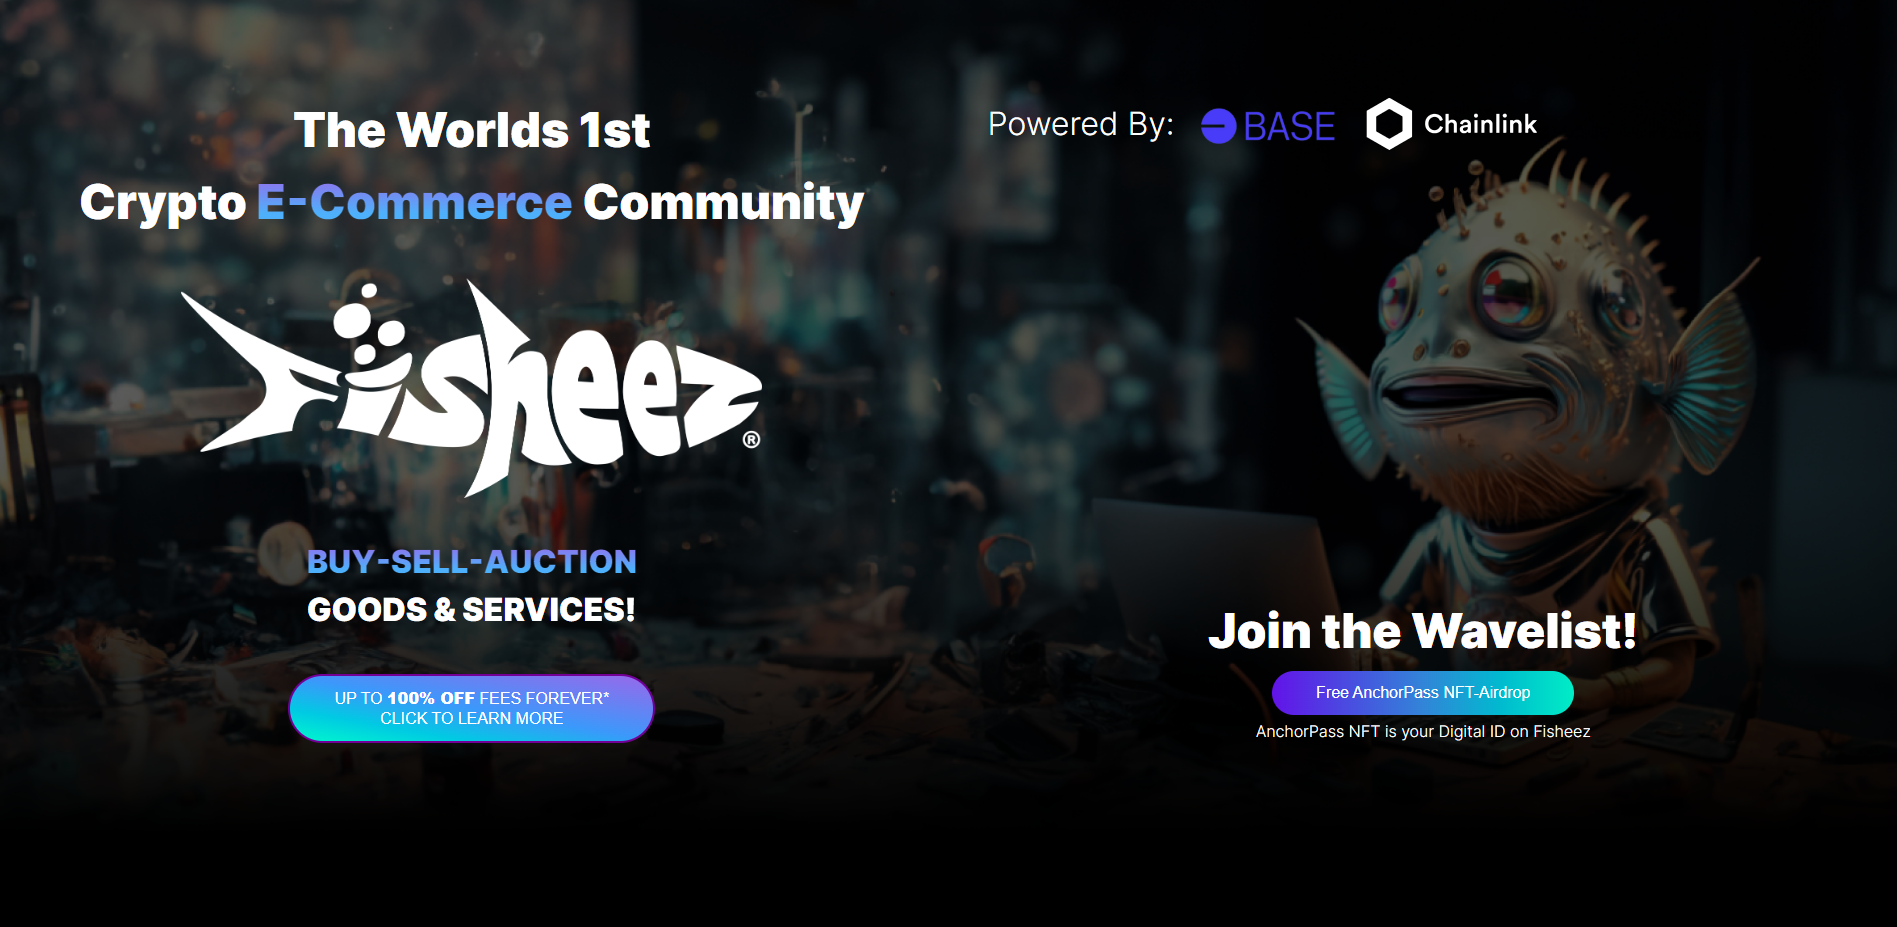 The Worlds 1st
Crypto E-Commerce Community
Fisheez®
BUY-SELL-AUCTION
GOODS & SERVICES!
UP TO 100% OFF FEES FOREVER*
CLICK TO LEARN MORE
Powered By: BASE Chainlink
Join the Wavelist!
Free AnchorPass NFT-Airdrop
AnchorPass NFT is your Digital ID on Fisheez